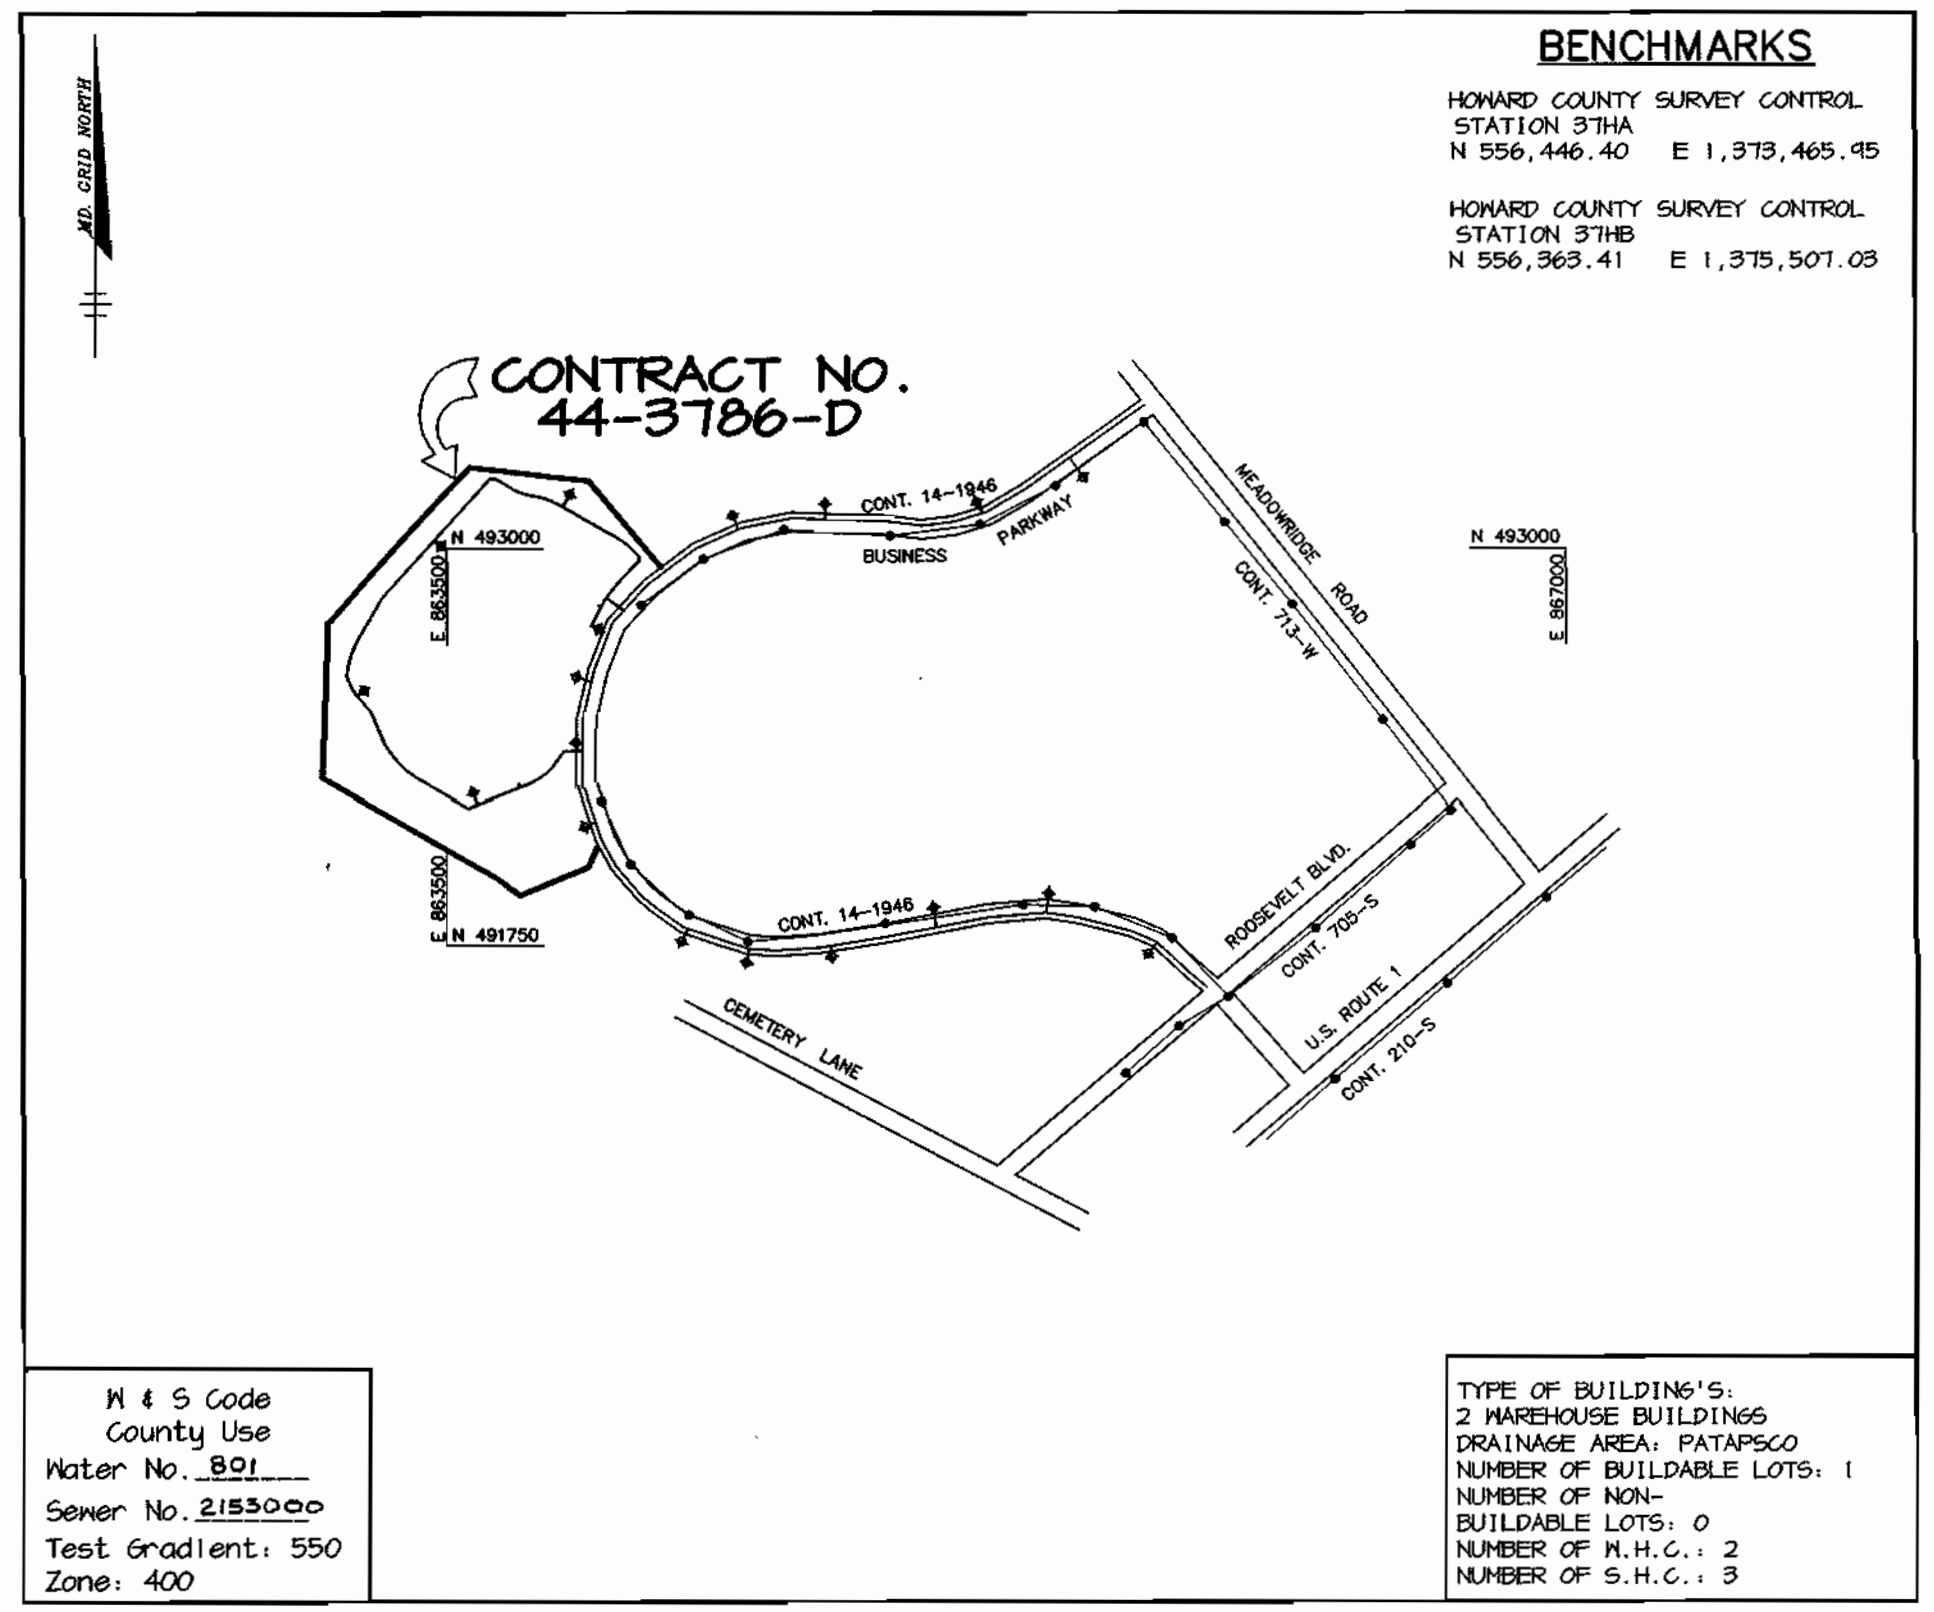 MD. GRID NORTH
BENCHMARKS
HOWARD COUNTY SURVEY CONTROL
STATION 37HA
N 556,446.40 E 1,373,465.95
HOWARD COUNTY SURVEY CONTROL
STATION 37HB
N 556,363.41 E 1,375,507.03
CONTRACT NO.
44-3786-D
N 493000
E 863500
CONT. 14-1946
BUSINESS
PARKWAY
MEADOWRIDGE ROAD
CONT. 713-W
N 493000
E 867000
E 863500
N 491750
CONT. 14-1946
ROOSEVELT BLVD.
CONT. 705-S
U.S. ROUTE 1
CONT. 210-S
CEMETERY LANE
W & S Code
County Use
Water No. 801
Sewer No. 2153000
Test Gradient: 550
Zone: 400
TYPE OF BUILDING'S:
2 WAREHOUSE BUILDINGS
DRAINAGE AREA: PATAPSCO
NUMBER OF BUILDABLE LOTS: 1
NUMBER OF NON-
BUILDABLE LOTS: 0
NUMBER OF W.H.C.: 2
NUMBER OF S.H.C.: 3